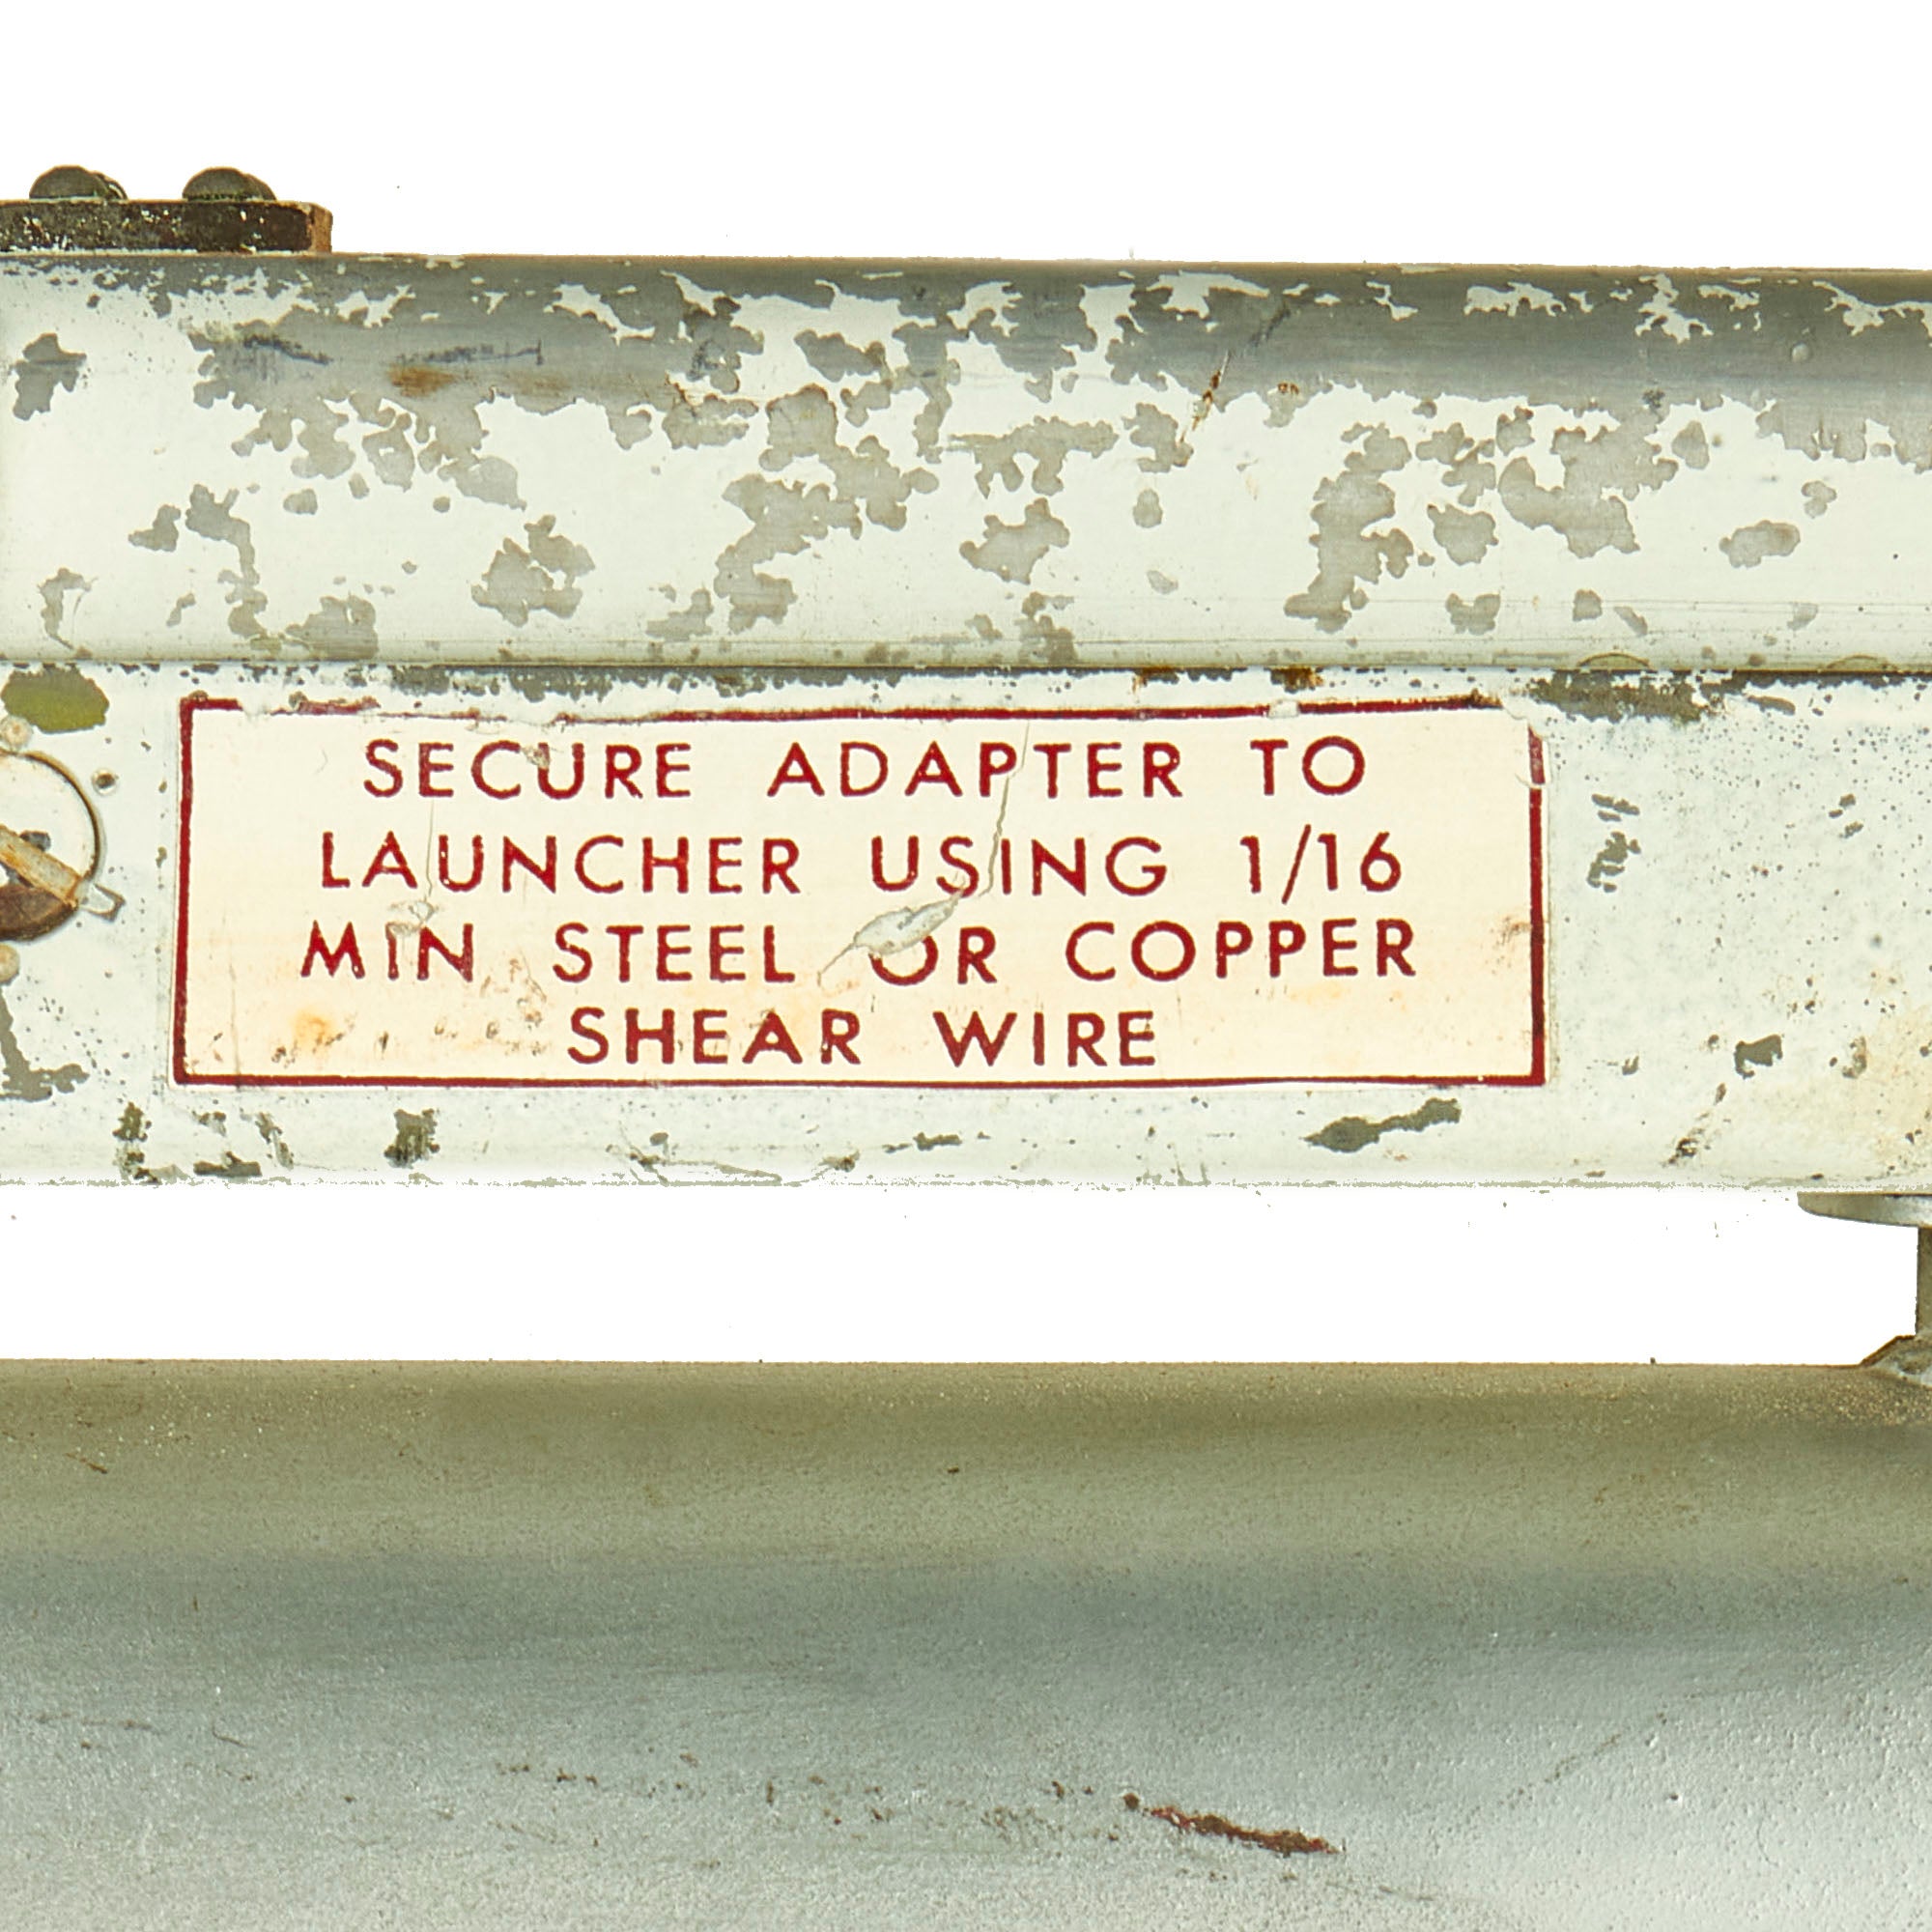 SECURE ADAPTER TO
LAUNCHER USING 1/16
MIN STEEL OR COPPER
SHEAR WIRE